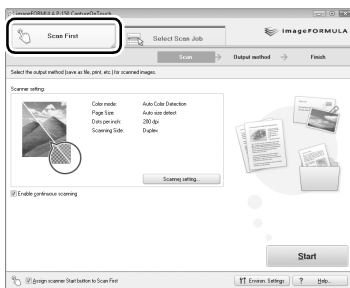 imageFORMULA P-150 CaptureOnTouch
Scan First
Select Scan Job
imageFORMULA
Scan
Output method
Finish
Select the output method (save as file, print, etc.) for scanned images.
Scanner setting:
Color mode: Auto Color Detection
Page Size: Auto size detect
Dots per inch: 200 dpi
Scanning Side: Duplex
Scanner setting...
Enable continuous scanning
Start
Assign scanner Start button to Scan First
Environ. Settings
? Help...